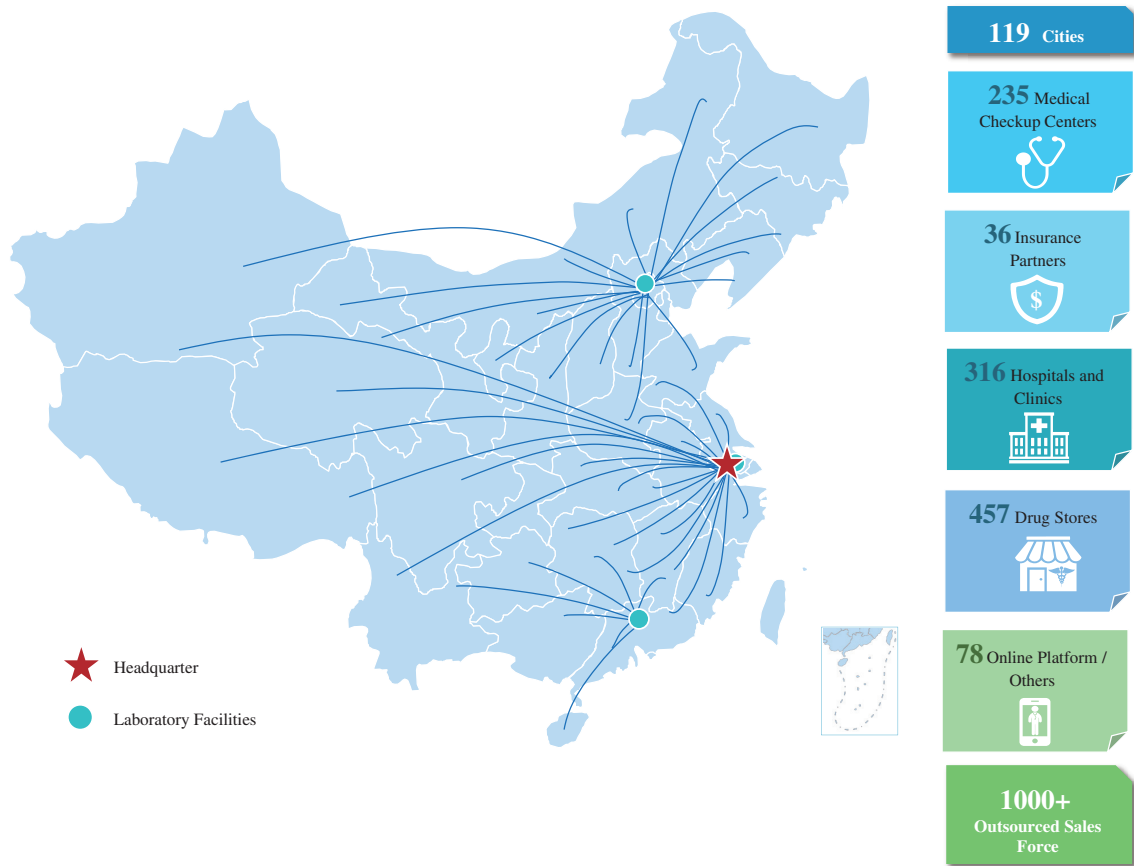 119 Cities
235 Medical
Checkup Centers
36 Insurance
Partners
$
316 Hospitals and
Clinics
457 Drug Stores
78 Online Platform /
Others
1000+
Outsourced Sales
Force
Headquarter
Laboratory Facilities